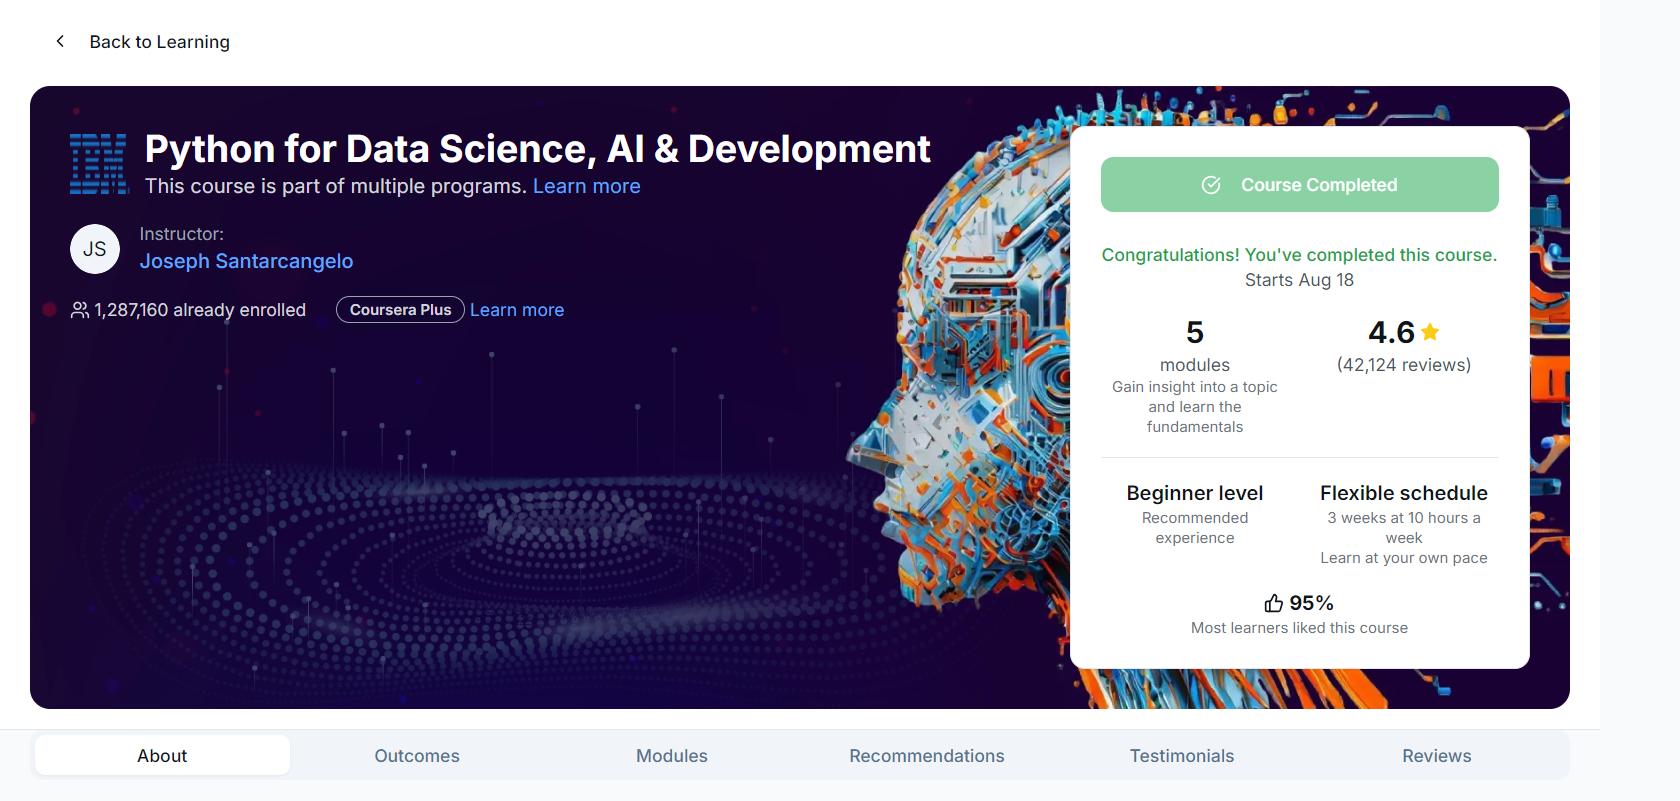 Back to Learning
IBM
Python for Data Science, AI & Development
This course is part of multiple programs. Learn more
JS
Instructor:
Joseph Santarcangelo
1,287,160 already enrolled
Coursera Plus Learn more
Course Completed
Congratulations! You've completed this course.
Starts Aug 18
5
modules
Gain insight into a topic
and learn the
fundamentals
4.6
(42,124 reviews)
Beginner level
Recommended
experience
Flexible schedule
3 weeks at 10 hours a
week
Learn at your own pace
95%
Most learners liked this course
About
Outcomes
Modules
Recommendations
Testimonials
Reviews